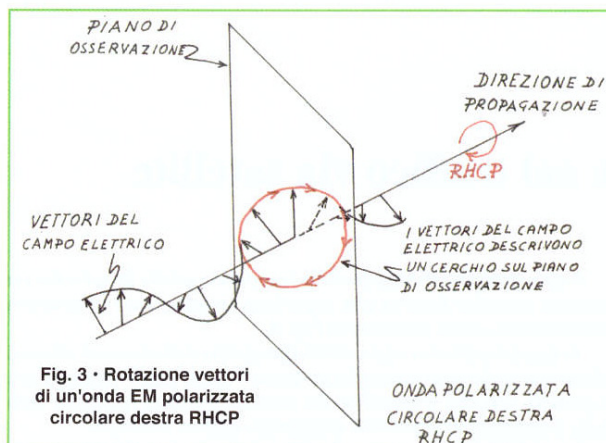 PIANO DI
OSSERVAZIONE
DIREZIONE DI
PROPAGAZIONE
RHCP
VETTORI DEL
CAMPO ELETTRICO
I VETTORI DEL CAMPO
ELETTRICO DESCRIVONO
UN CERCHIO SUL PIANO
DI OSSERVAZIONE
Fig. 3 • Rotazione vettori
di un'onda EM polarizzata
circolare destra RHCP
ONDA POLARIZZATA
CIRCOLARE DESTRA
RHCP